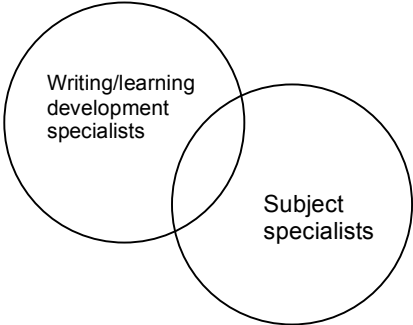 Writing/learning
development
specialists
Subject
specialists